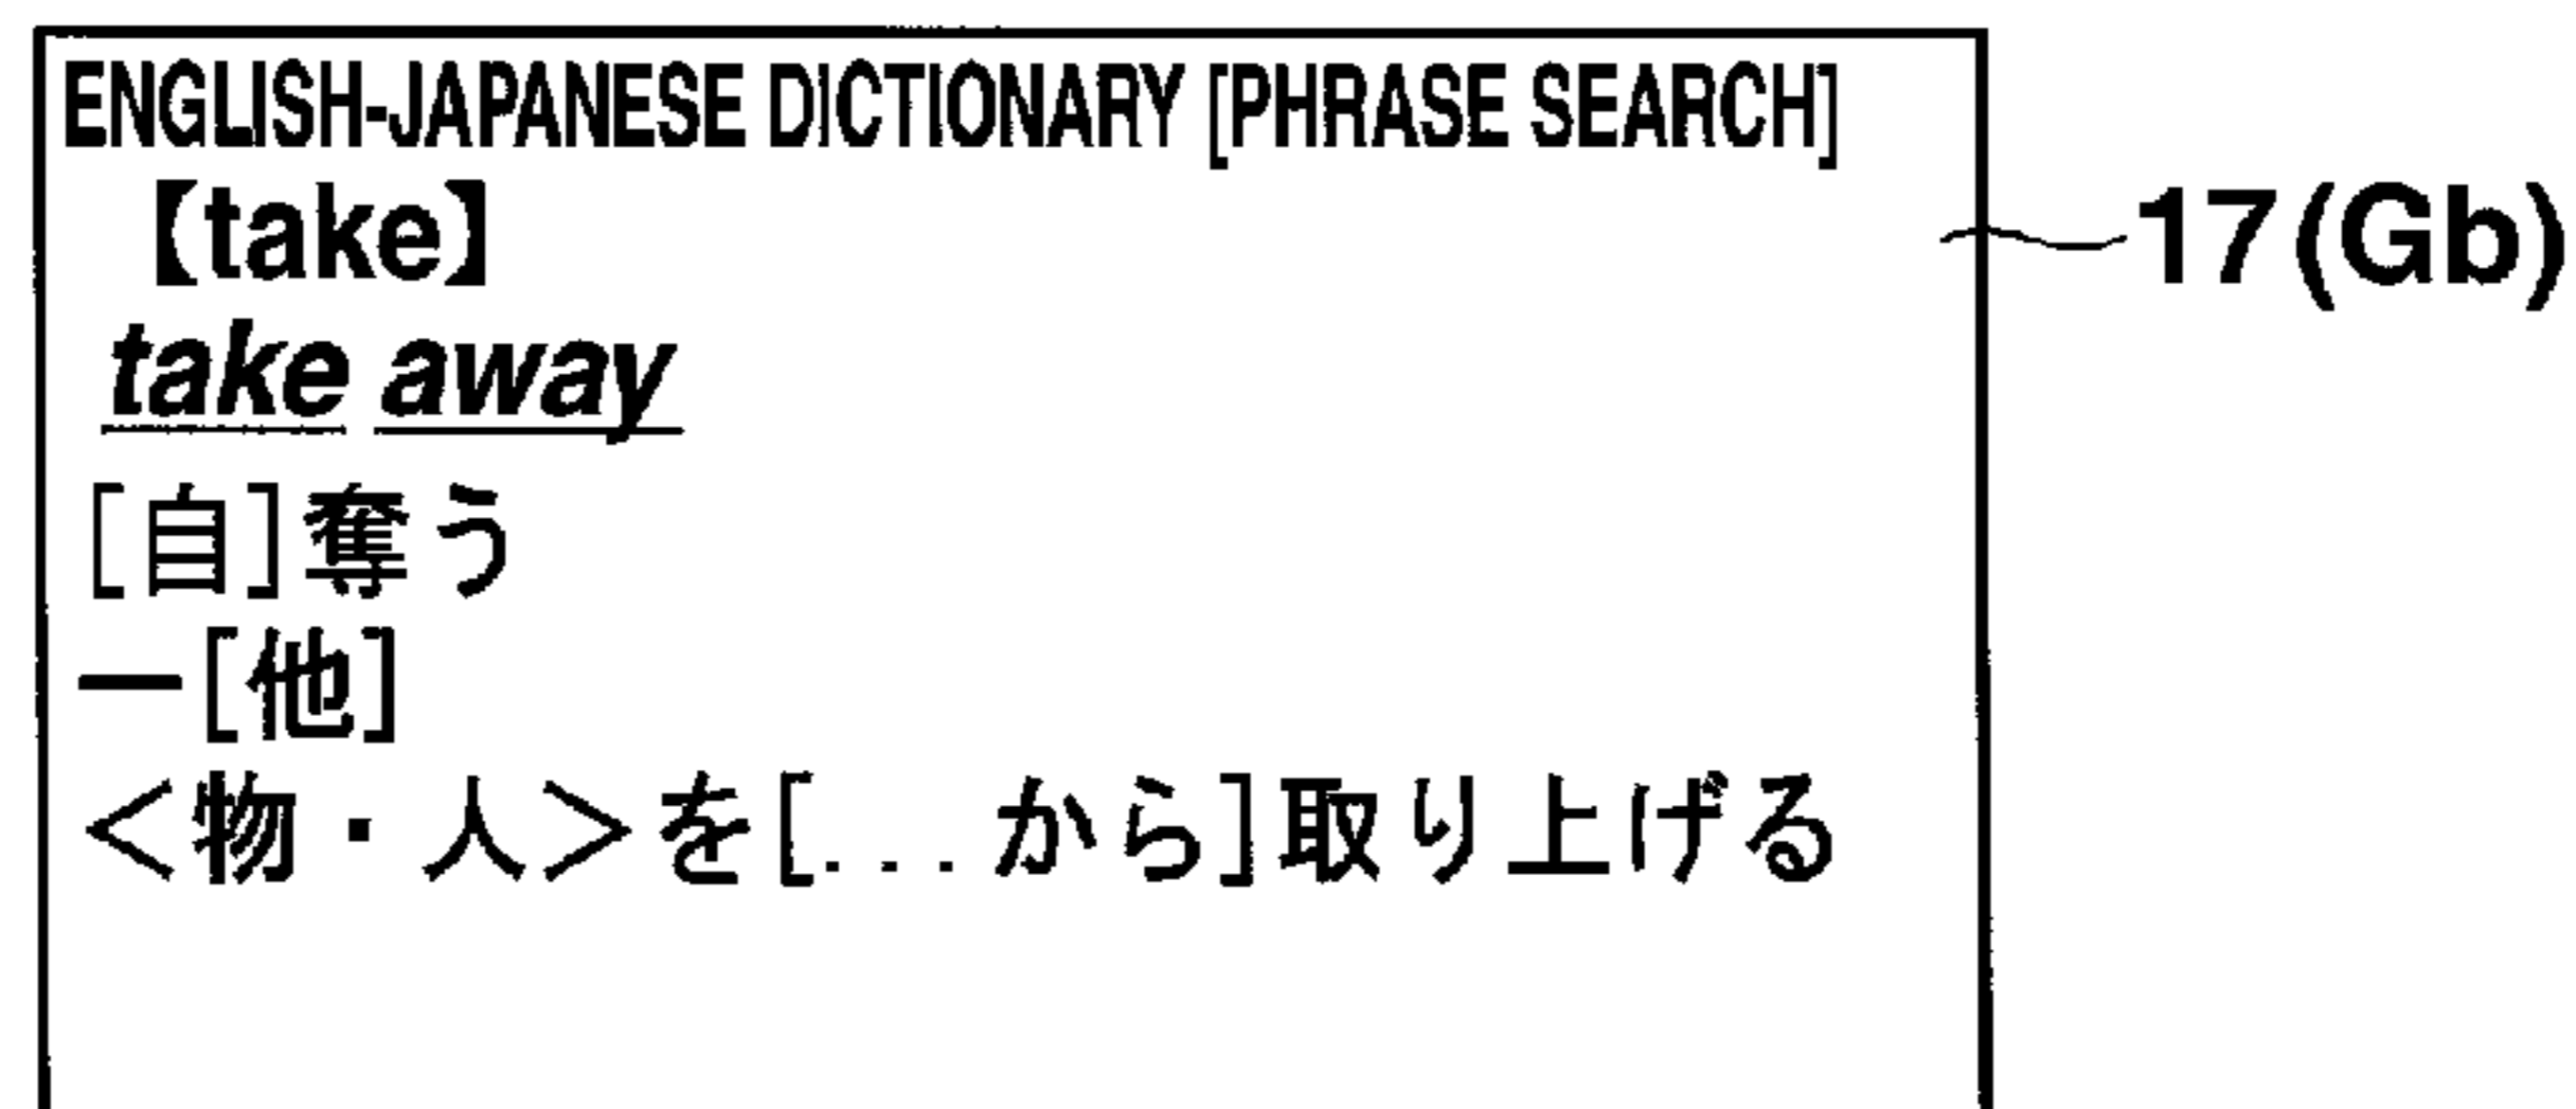 ENGLISH-JAPANESE DICTIONARY [PHRASE SEARCH]
【take】
17(Gb)
take away
[自]奪う
―[他]
<物・人>を[...から]取り上げる